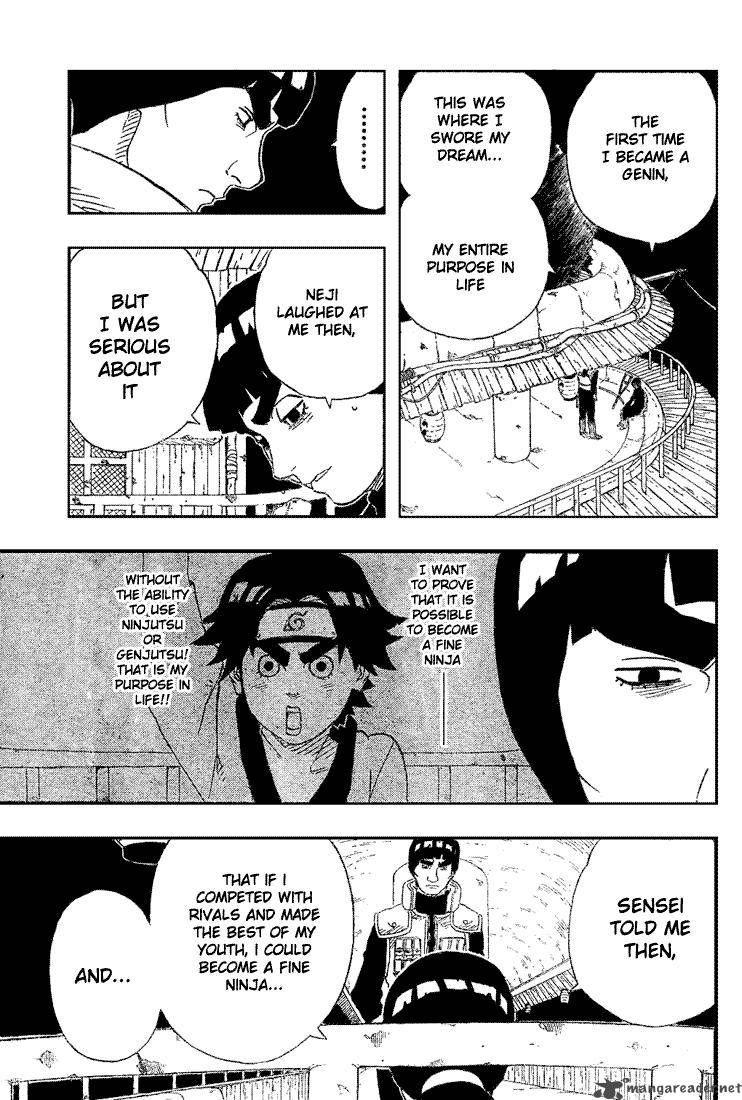 THE
FIRST TIME
I BECAME A
GENIN,
THIS WAS
WHERE I
SWORE MY
DREAM...
MY ENTIRE
PURPOSE IN
LIFE
........
NEJI
LAUGHED AT
ME THEN,
BUT
I WAS
SERIOUS
ABOUT
IT
I WANT
TO PROVE
THAT IT IS
POSSIBLE
TO BECOME
A FINE
NINJA
WITHOUT
THE ABILITY
TO USE
NINJUTSU
OR
GENJUTSU!
THAT IS MY
PURPOSE IN
LIFE!!
SENSEI
TOLD ME
THEN,
THAT IF I
COMPETED WITH
RIVALS AND MADE
THE BEST OF MY
YOUTH, I COULD
BECOME A FINE
NINJA...
AND...
mangareader.net